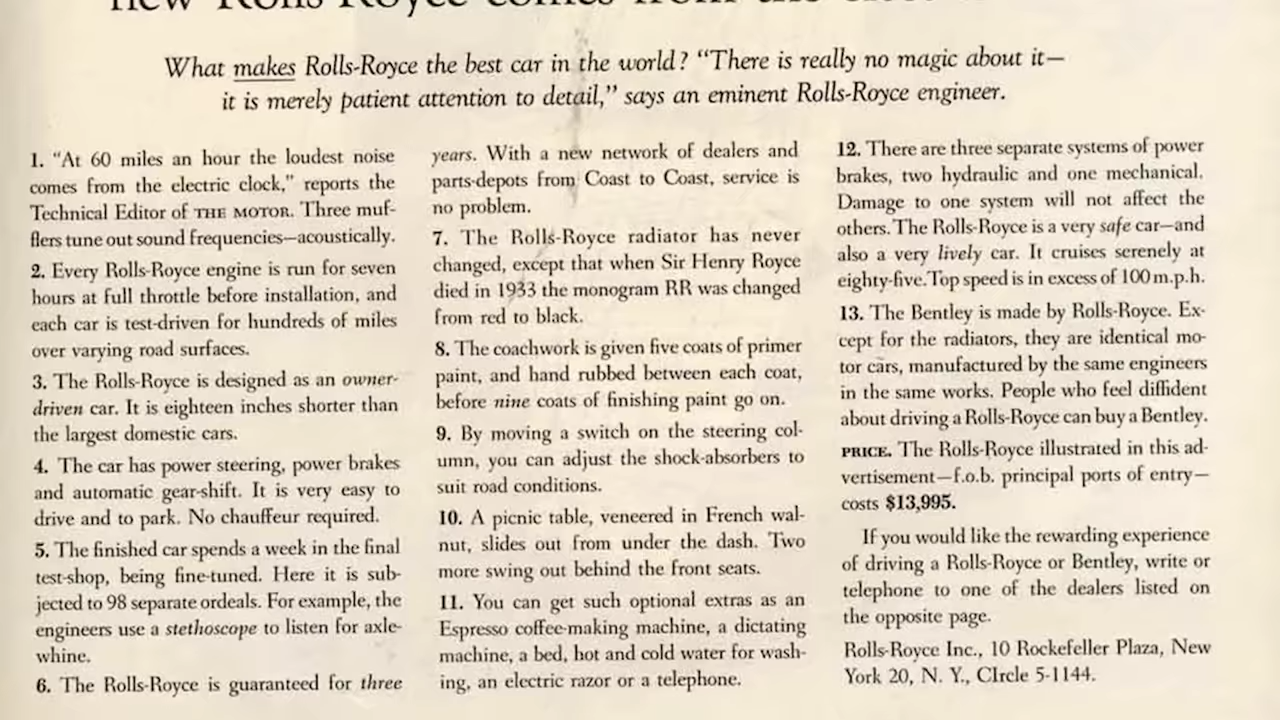 new Rolls-Royce comes from the
What makes Rolls-Royce the best car in the world? “There is really no magic about it—
it is merely patient attention to detail,” says an eminent Rolls-Royce engineer.
1. “At 60 miles an hour the loudest noise
comes from the electric clock,” reports the
Technical Editor of THE MOTOR. Three muf-
flers tune out sound frequencies—acoustically.
2. Every Rolls-Royce engine is run for seven
hours at full throttle before installation, and
each car is test-driven for hundreds of miles
over varying road surfaces.
3. The Rolls-Royce is designed as an owner-
driven car. It is eighteen inches shorter than
the largest domestic cars.
4. The car has power steering, power brakes
and automatic gear-shift. It is very easy to
drive and to park. No chauffeur required.
5. The finished car spends a week in the final
test-shop, being fine-tuned. Here it is sub-
jected to 98 separate ordeals. For example, the
engineers use a stethoscope to listen for axle-
whine.
6. The Rolls-Royce is guaranteed for three
years. With a new network of dealers and
parts-depots from Coast to Coast, service is
no problem.
7. The Rolls-Royce radiator has never
changed, except that when Sir Henry Royce
died in 1933 the monogram RR was changed
from red to black.
8. The coachwork is given five coats of primer
paint, and hand rubbed between each coat,
before nine coats of finishing paint go on.
9. By moving a switch on the steering col-
umn, you can adjust the shock-absorbers to
suit road conditions.
10. A picnic table, veneered in French wal-
nut, slides out from under the dash. Two
more swing out behind the front seats.
11. You can get such optional extras as an
Espresso coffee-making machine, a dictating
machine, a bed, hot and cold water for wash-
ing, an electric razor or a telephone.
12. There are three separate systems of power
brakes, two hydraulic and one mechanical.
Damage to one system will not affect the
others. The Rolls-Royce is a very safe car—and
also a very lively car. It cruises serenely at
eighty-five. Top speed is in excess of 100 m.p.h.
13. The Bentley is made by Rolls-Royce. Ex-
cept for the radiators, they are identical mo-
tor cars, manufactured by the same engineers
in the same works. People who feel diffident
about driving a Rolls-Royce can buy a Bentley.
PRICE. The Rolls-Royce illustrated in this ad-
vertisement—f.o.b. principal ports of entry—
costs $13,995.
If you would like the rewarding experience
of driving a Rolls-Royce or Bentley, write or
telephone to one of the dealers listed on
the opposite page.
Rolls-Royce Inc., 10 Rockefeller Plaza, New
York 20, N. Y., CIrcle 5-1144.